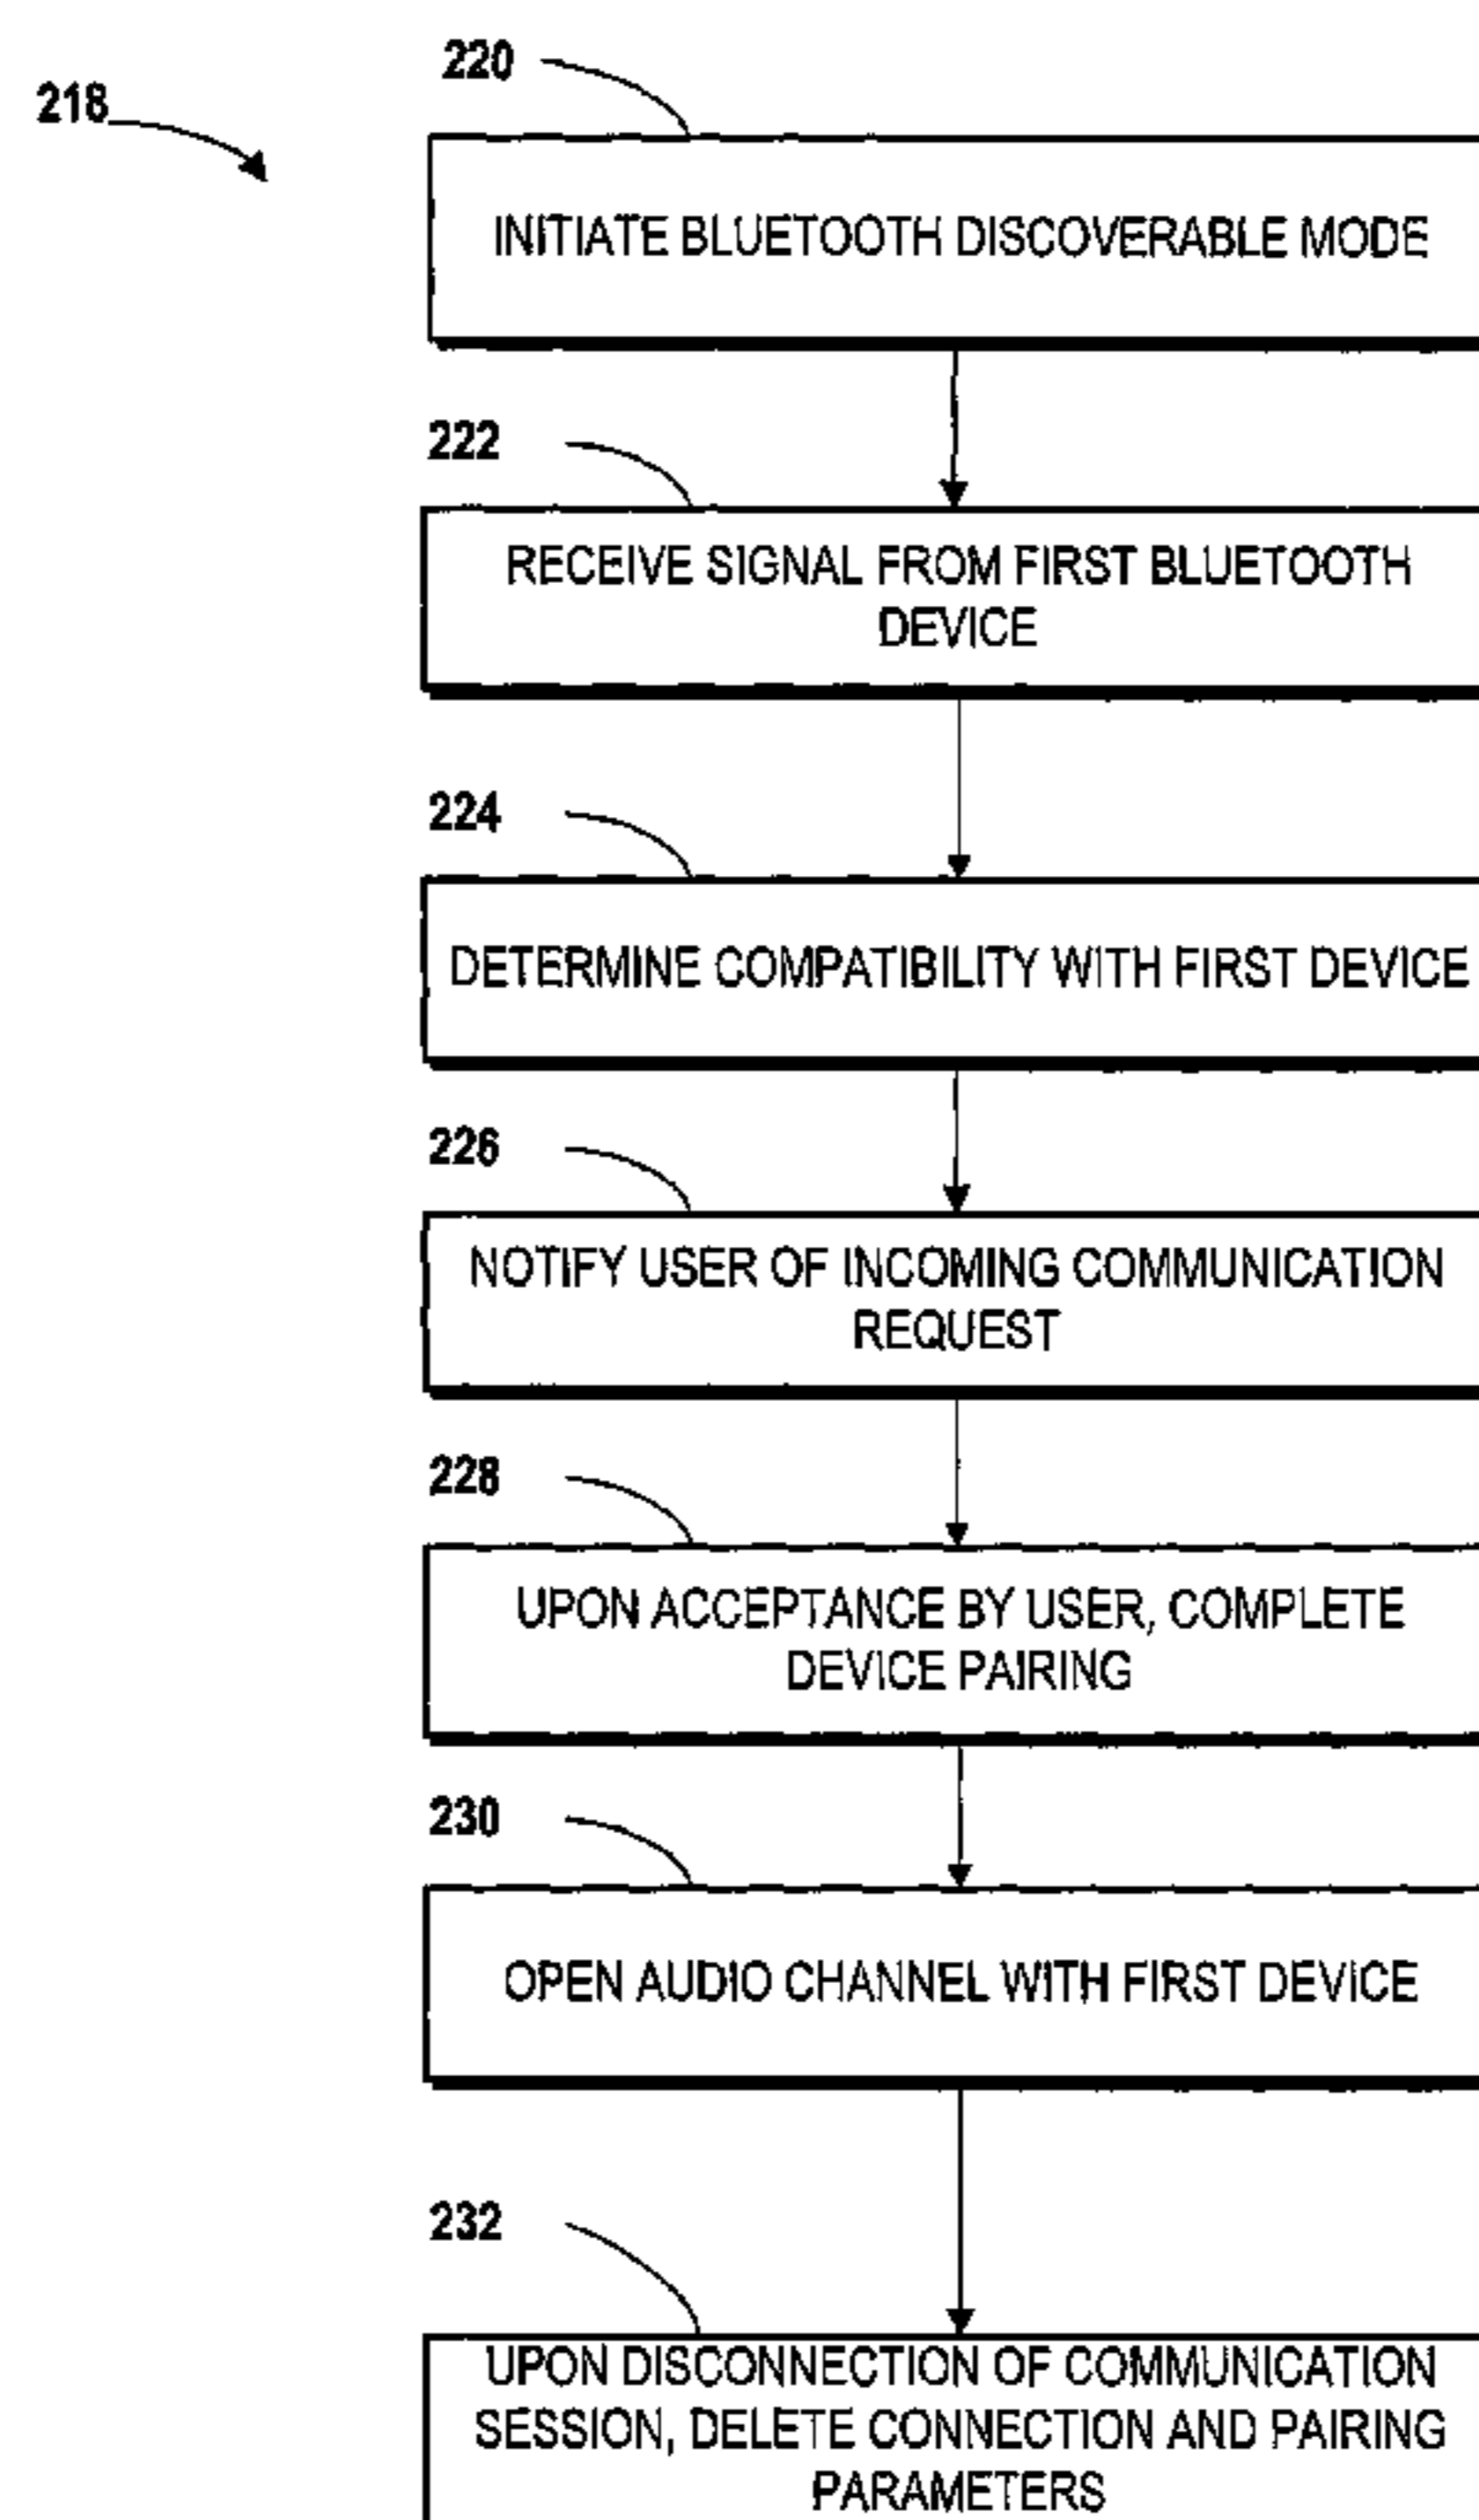 220
218
INITIATE BLUETOOTH DISCOVERABLE MODE
222
RECEIVE SIGNAL FROM FIRST BLUETOOTH
DEVICE
224
DETERMINE COMPATIBILITY WITH FIRST DEVICE
226
NOTIFY USER OF INCOMING COMMUNICATION
REQUEST
228
UPON ACCEPTANCE BY USER, COMPLETE
DEVICE PAIRING
230
OPEN AUDIO CHANNEL WITH FIRST DEVICE
232
UPON DISCONNECTION OF COMMUNICATION
SESSION, DELETE CONNECTION AND PAIRING
PARAMETERS